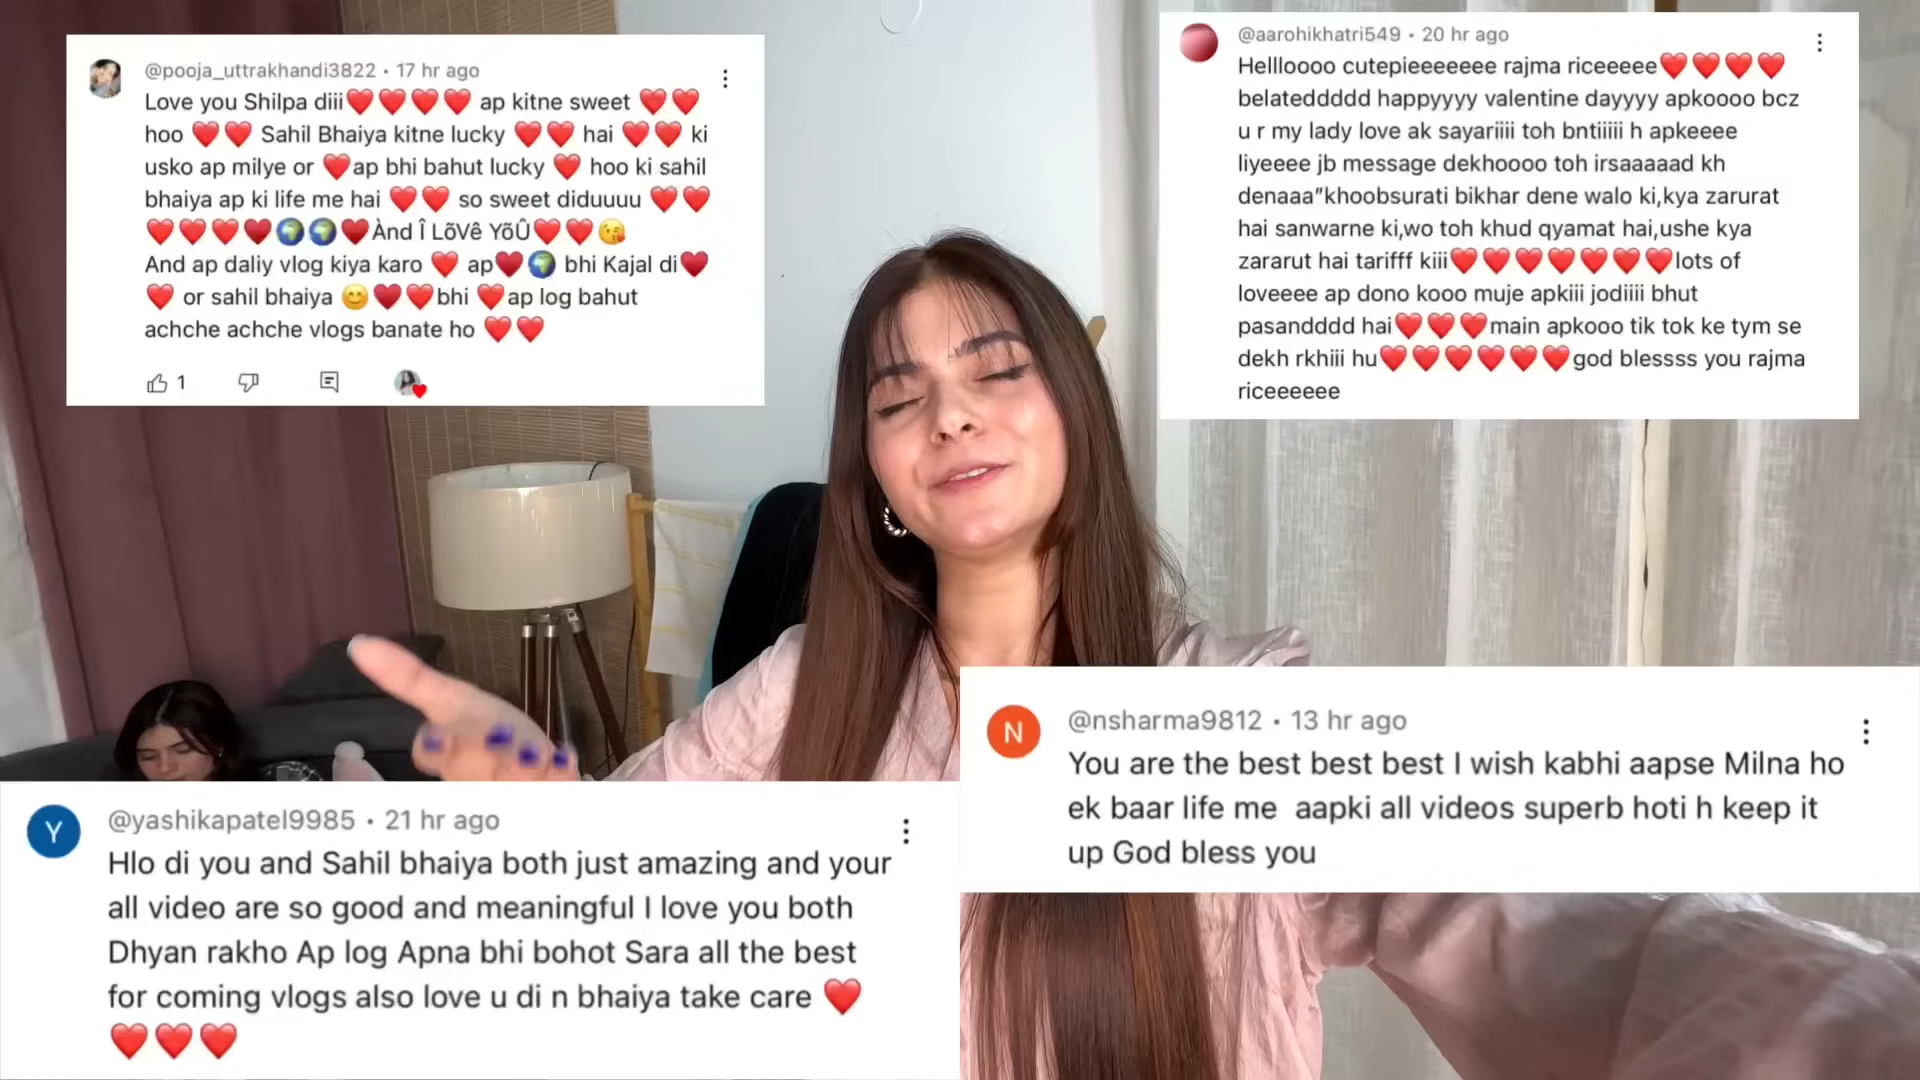 @pooja_uttrakhandi3822 • 17 hr ago
Love you Shilpa diii❤️❤️❤️❤️ ap kitne sweet ❤️❤️
hoo ❤️❤️ Sahil Bhaiya kitne lucky ❤️❤️ hai ❤️❤️ ki
usko ap milye or ❤️ap bhi bahut lucky ❤️ hoo ki sahil
bhaiya ap ki life me hai ❤️❤️ so sweet diduuuu ❤️❤️
❤️❤️❤️♥️🌍🌍♥️Ànd Î LõVê YõÛ❤️❤️😘
And ap daliy vlog kiya karo ❤️ ap♥️🌍 bhi Kajal di♥️
❤️ or sahil bhaiya 😊♥️❤️bhi ❤️ap log bahut
achche achche vlogs banate ho ❤️❤️
1
@aarohikhatri549 • 20 hr ago
Hellloooo cutepieeeeeee rajma riceeeee❤️❤️❤️❤️
belateddddd happyyyy valentine dayyyy apkoooo bcz
u r my lady love ak sayariiii toh bntiiiii h apkeeee
liyeeee jb message dekhoooo toh irsaaaaad kh
denaaa"khoobsurati bikhar dene walo ki,kya zarurat
hai sanwarne ki,wo toh khud qyamat hai,ushe kya
zararut hai tarifff kiii❤️❤️❤️❤️❤️❤️❤️lots of
loveeee ap dono kooo muje apkiii jodiiii bhut
pasandddd hai❤️❤️❤️main apkooo tik tok ke tym se
dekh rkhiii hu❤️❤️❤️❤️❤️❤️god blessss you rajma
riceeeeee
N
@nsharma9812 • 13 hr ago
You are the best best best I wish kabhi aapse Milna ho
ek baar life me  aapki all videos superb hoti h keep it
up God bless you
Y
@yashikapatel9985 • 21 hr ago
Hlo di you and Sahil bhaiya both just amazing and your
all video are so good and meaningful I love you both
Dhyan rakho Ap log Apna bhi bohot Sara all the best
for coming vlogs also love u di n bhaiya take care ❤️
❤️❤️❤️